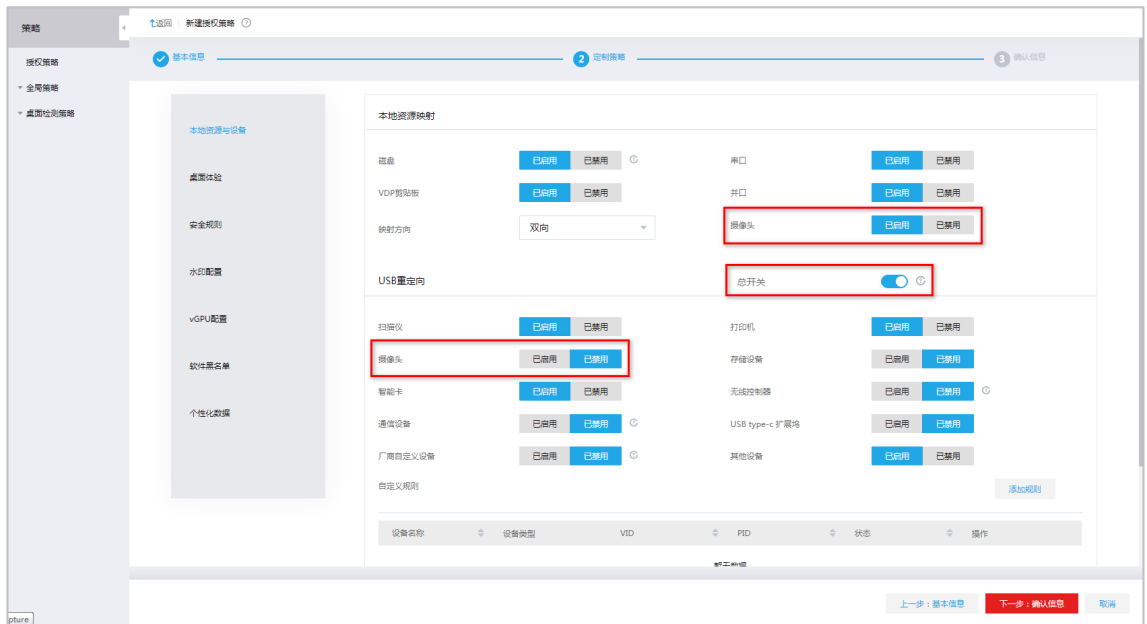 策略
返回 新建授权策略
授权策略
全局策略
桌面检测策略
基本信息 2 定制策略 3 确认信息
本地资源与设备
桌面体验
安全规则
水印配置
vGPU配置
软件黑名单
个性化数据
本地资源映射
磁盘 已启用 已禁用 串口 已启用 已禁用
VDP剪贴板 已启用 已禁用 并口 已启用 已禁用
映射方向 双向 摄像头 已启用 已禁用
USB重定向 总开关
扫描仪 已启用 已禁用 打印机 已启用 已禁用
摄像头 已启用 已禁用 存储设备 已启用 已禁用
智能卡 已启用 已禁用 无线控制器 已启用 已禁用
通信设备 已启用 已禁用 USB type-c 扩展坞 已启用 已禁用
厂商自定义设备 已启用 已禁用 其他设备 已启用 已禁用
自定义规则 添加规则
设备名称 设备类型 VID PID 状态 操作
暂无数据
上一步：基本信息 下一步：确认信息 取消
pture